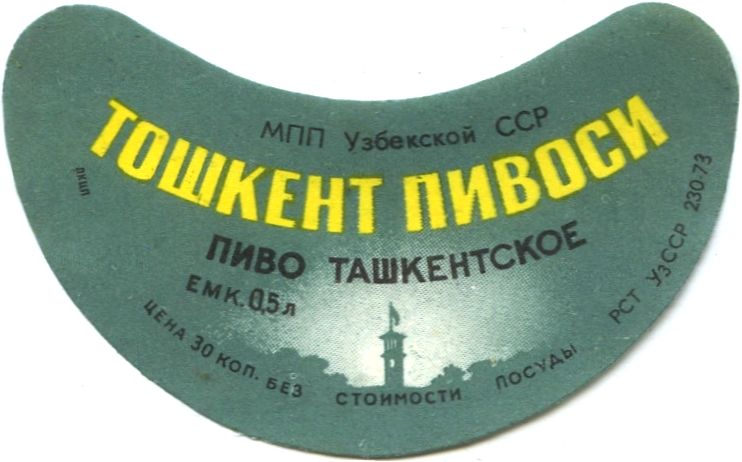 МПП Узбекской ССР
ТОШКЕНТ ПИВОСИ
ПИВО ТАШКЕНТСКОЕ
ЕМК. 0,5 л
ЦЕНА 30 КОП. БЕЗ СТОИМОСТИ ПОСУДЫ
РСТ УзССР 230-73